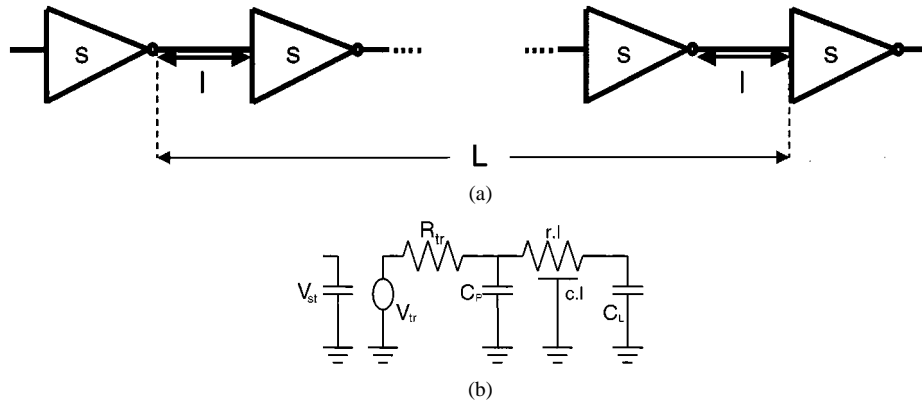 S S S S
l l
L
(a)
R_tr r.l
V_st V_tr C_P c.l C_L
(b)